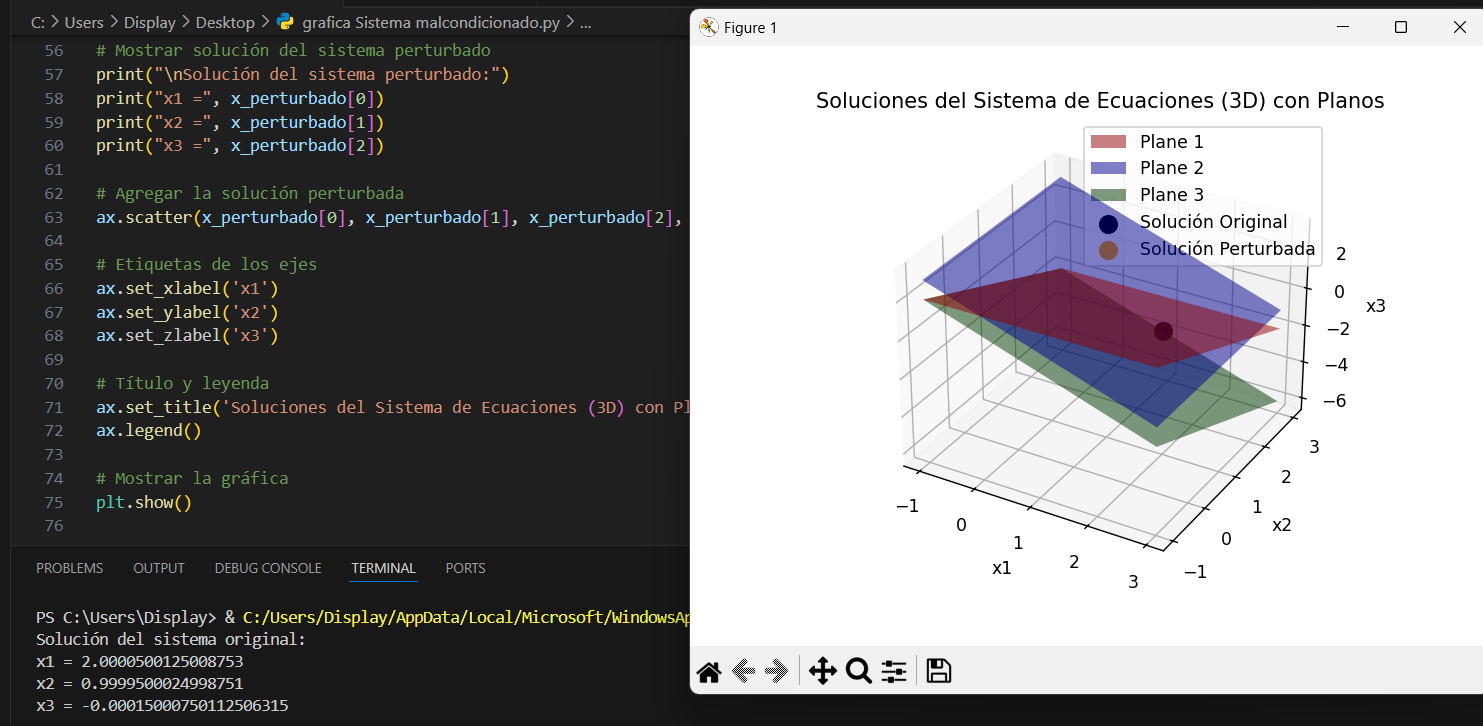 C: > Users > Display > Desktop > grafica Sistema malcondicionado.py > ...
56 # Mostrar solución del sistema perturbado
57 print("\nSolución del sistema perturbado:")
58 print("x1 =", x_perturbado[0])
59 print("x2 =", x_perturbado[1])
60 print("x3 =", x_perturbado[2])
61
62 # Agregar la solución perturbada
63 ax.scatter(x_perturbado[0], x_perturbado[1], x_perturbado[2],
64
65 # Etiquetas de los ejes
66 ax.set_xlabel('x1')
67 ax.set_ylabel('x2')
68 ax.set_zlabel('x3')
69
70 # Título y leyenda
71 ax.set_title('Soluciones del Sistema de Ecuaciones (3D) con Pl
72 ax.legend()
73
74 # Mostrar la gráfica
75 plt.show()
76
PROBLEMS OUTPUT DEBUG CONSOLE TERMINAL PORTS
PS C:\Users\Display> & C:/Users/Display/AppData/Local/Microsoft/WindowsAp
Solución del sistema original:
x1 = 2.0000500125008753
x2 = 0.9999500024998751
x3 = -0.00015000750112506315
Figure 1
Soluciones del Sistema de Ecuaciones (3D) con Planos
Plane 1
Plane 2
Plane 3
Solución Original
Solución Perturbada
2
0
x3
−2
−4
−6
3
2
1
x2
0
−1
−1
0
1
x1
2
3